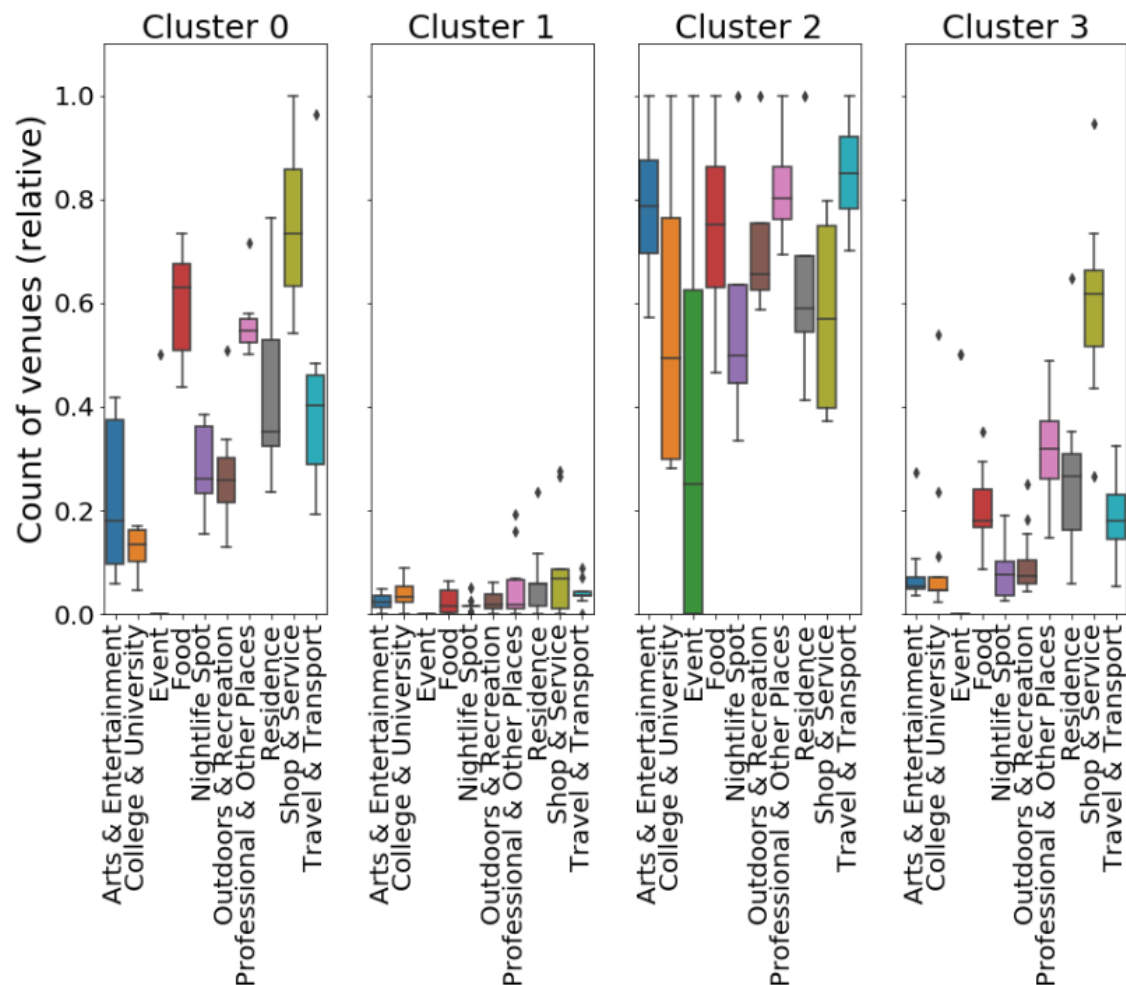 Cluster 0
Cluster 1
Cluster 2
Cluster 3
Count of venues (relative)
1.0
0.8
0.6
0.4
0.2
0.0
Arts & Entertainment
College & University
Event
Food
Nightlife Spot
Outdoors & Recreation
Professional & Other Places
Residence
Shop & Service
Travel & Transport
Arts & Entertainment
College & University
Event
Food
Nightlife Spot
Outdoors & Recreation
Professional & Other Places
Residence
Shop & Service
Travel & Transport
Arts & Entertainment
College & University
Event
Food
Nightlife Spot
Outdoors & Recreation
Professional & Other Places
Residence
Shop & Service
Travel & Transport
Arts & Entertainment
College & University
Event
Food
Nightlife Spot
Outdoors & Recreation
Professional & Other Places
Residence
Shop & Service
Travel & Transport